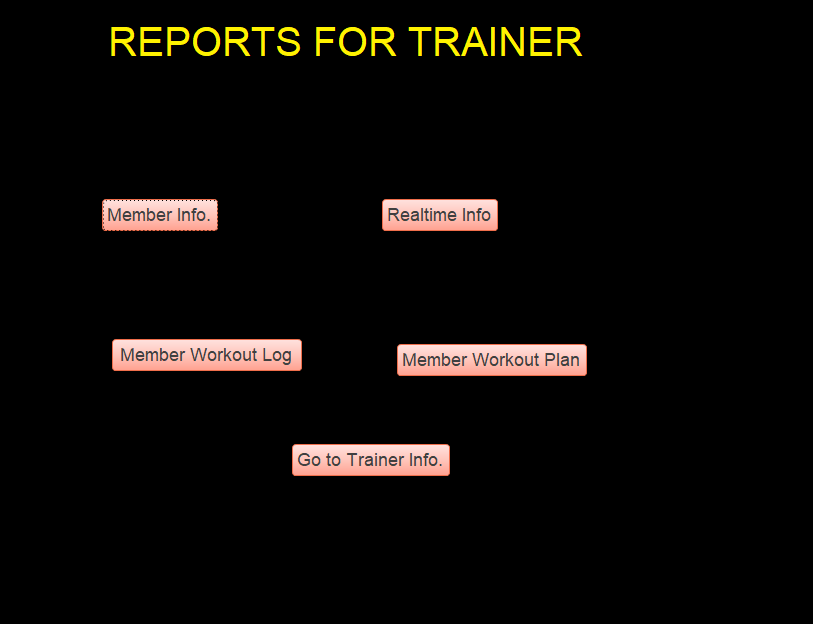 REPORTS FOR TRAINER
Member Info.
Realtime Info
Member Workout Log
Member Workout Plan
Go to Trainer Info.